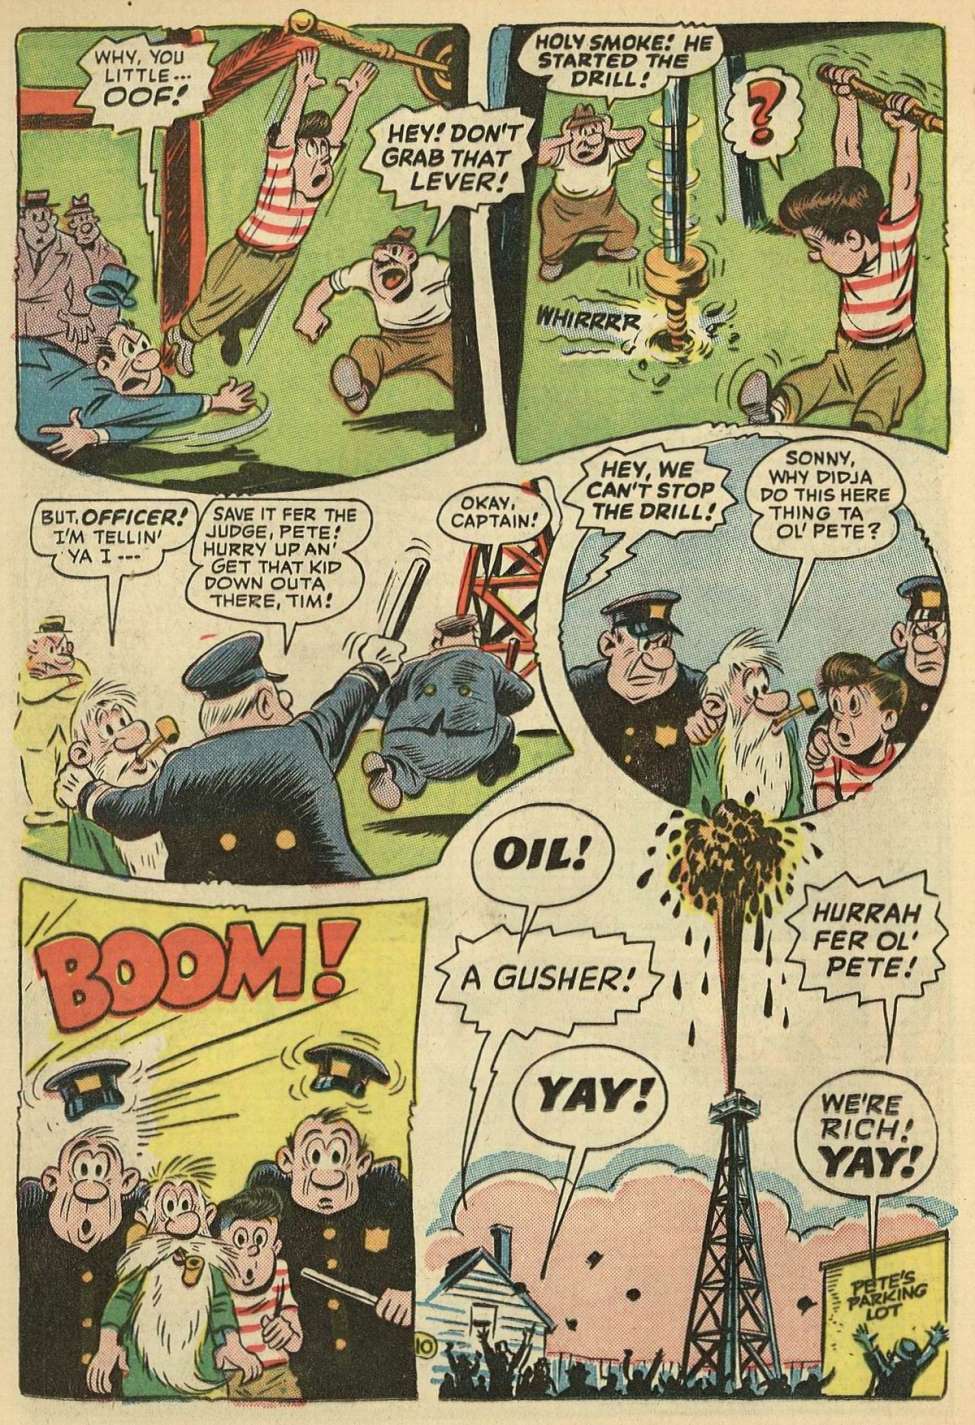 WHY, YOU
LITTLE---
OOF!
HEY! DON'T
GRAB THAT
LEVER!
HOLY SMOKE! HE
STARTED THE
DRILL!
?
WHIRRRR
BUT, OFFICER!
I'M TELLIN'
YA I---
SAVE IT FER THE
JUDGE, PETE!
HURRY UP AN'
GET THAT KID
DOWN OUTA
THERE, TIM!
OKAY,
CAPTAIN!
HEY, WE
CAN'T STOP
THE DRILL!
SONNY,
WHY DIDJA
DO THIS HERE
THING TA
OL' PETE?
BOOM!
OIL!
A GUSHER!
YAY!
HURRAH
FER OL'
PETE!
WE'RE
RICH!
YAY!
PETE'S
PARKING
LOT
10